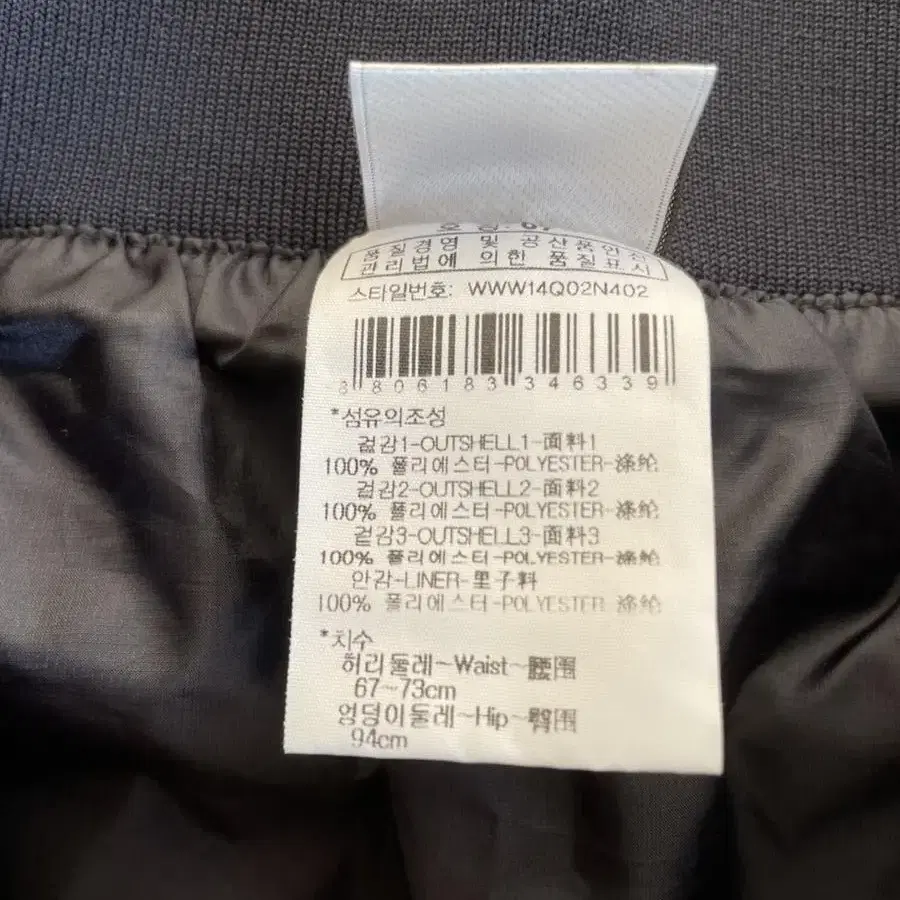 품질경영 및 공산품안전
관리법에 의한 품질표시
스타일번호: WWW14Q02N402
8806183346339
*섬유의조성
겉감1-OUTSHELL1-面料1
100% 폴리에스터-POLYESTER-涤纶
겉감2-OUTSHELL2-面料2
100% 폴리에스터-POLYESTER-涤纶
겉감3-OUTSHELL3-面料3
100% 폴리에스터-POLYESTER-涤纶
안감-LINER-里子料
100% 폴리에스터-POLYESTER-涤纶
*치수
허리둘레~Waist~腰围
67~73cm
엉덩이둘레~Hip~臀围
94cm